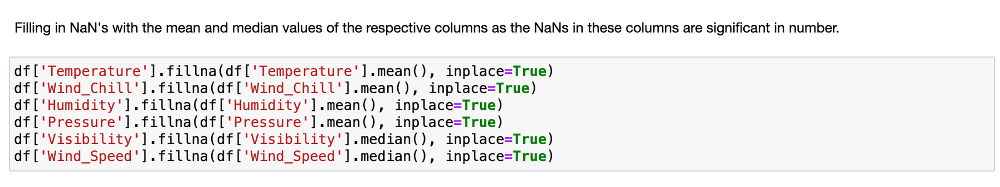 Filling in NaN's with the mean and median values of the respective columns as the NaNs in these columns are significant in number.
df['Temperature'].fillna(df['Temperature'].mean(), inplace=True)
df['Wind_Chill'].fillna(df['Wind_Chill'].mean(), inplace=True)
df['Humidity'].fillna(df['Humidity'].mean(), inplace=True)
df['Pressure'].fillna(df['Pressure'].mean(), inplace=True)
df['Visibility'].fillna(df['Visibility'].median(), inplace=True)
df['Wind_Speed'].fillna(df['Wind_Speed'].median(), inplace=True)